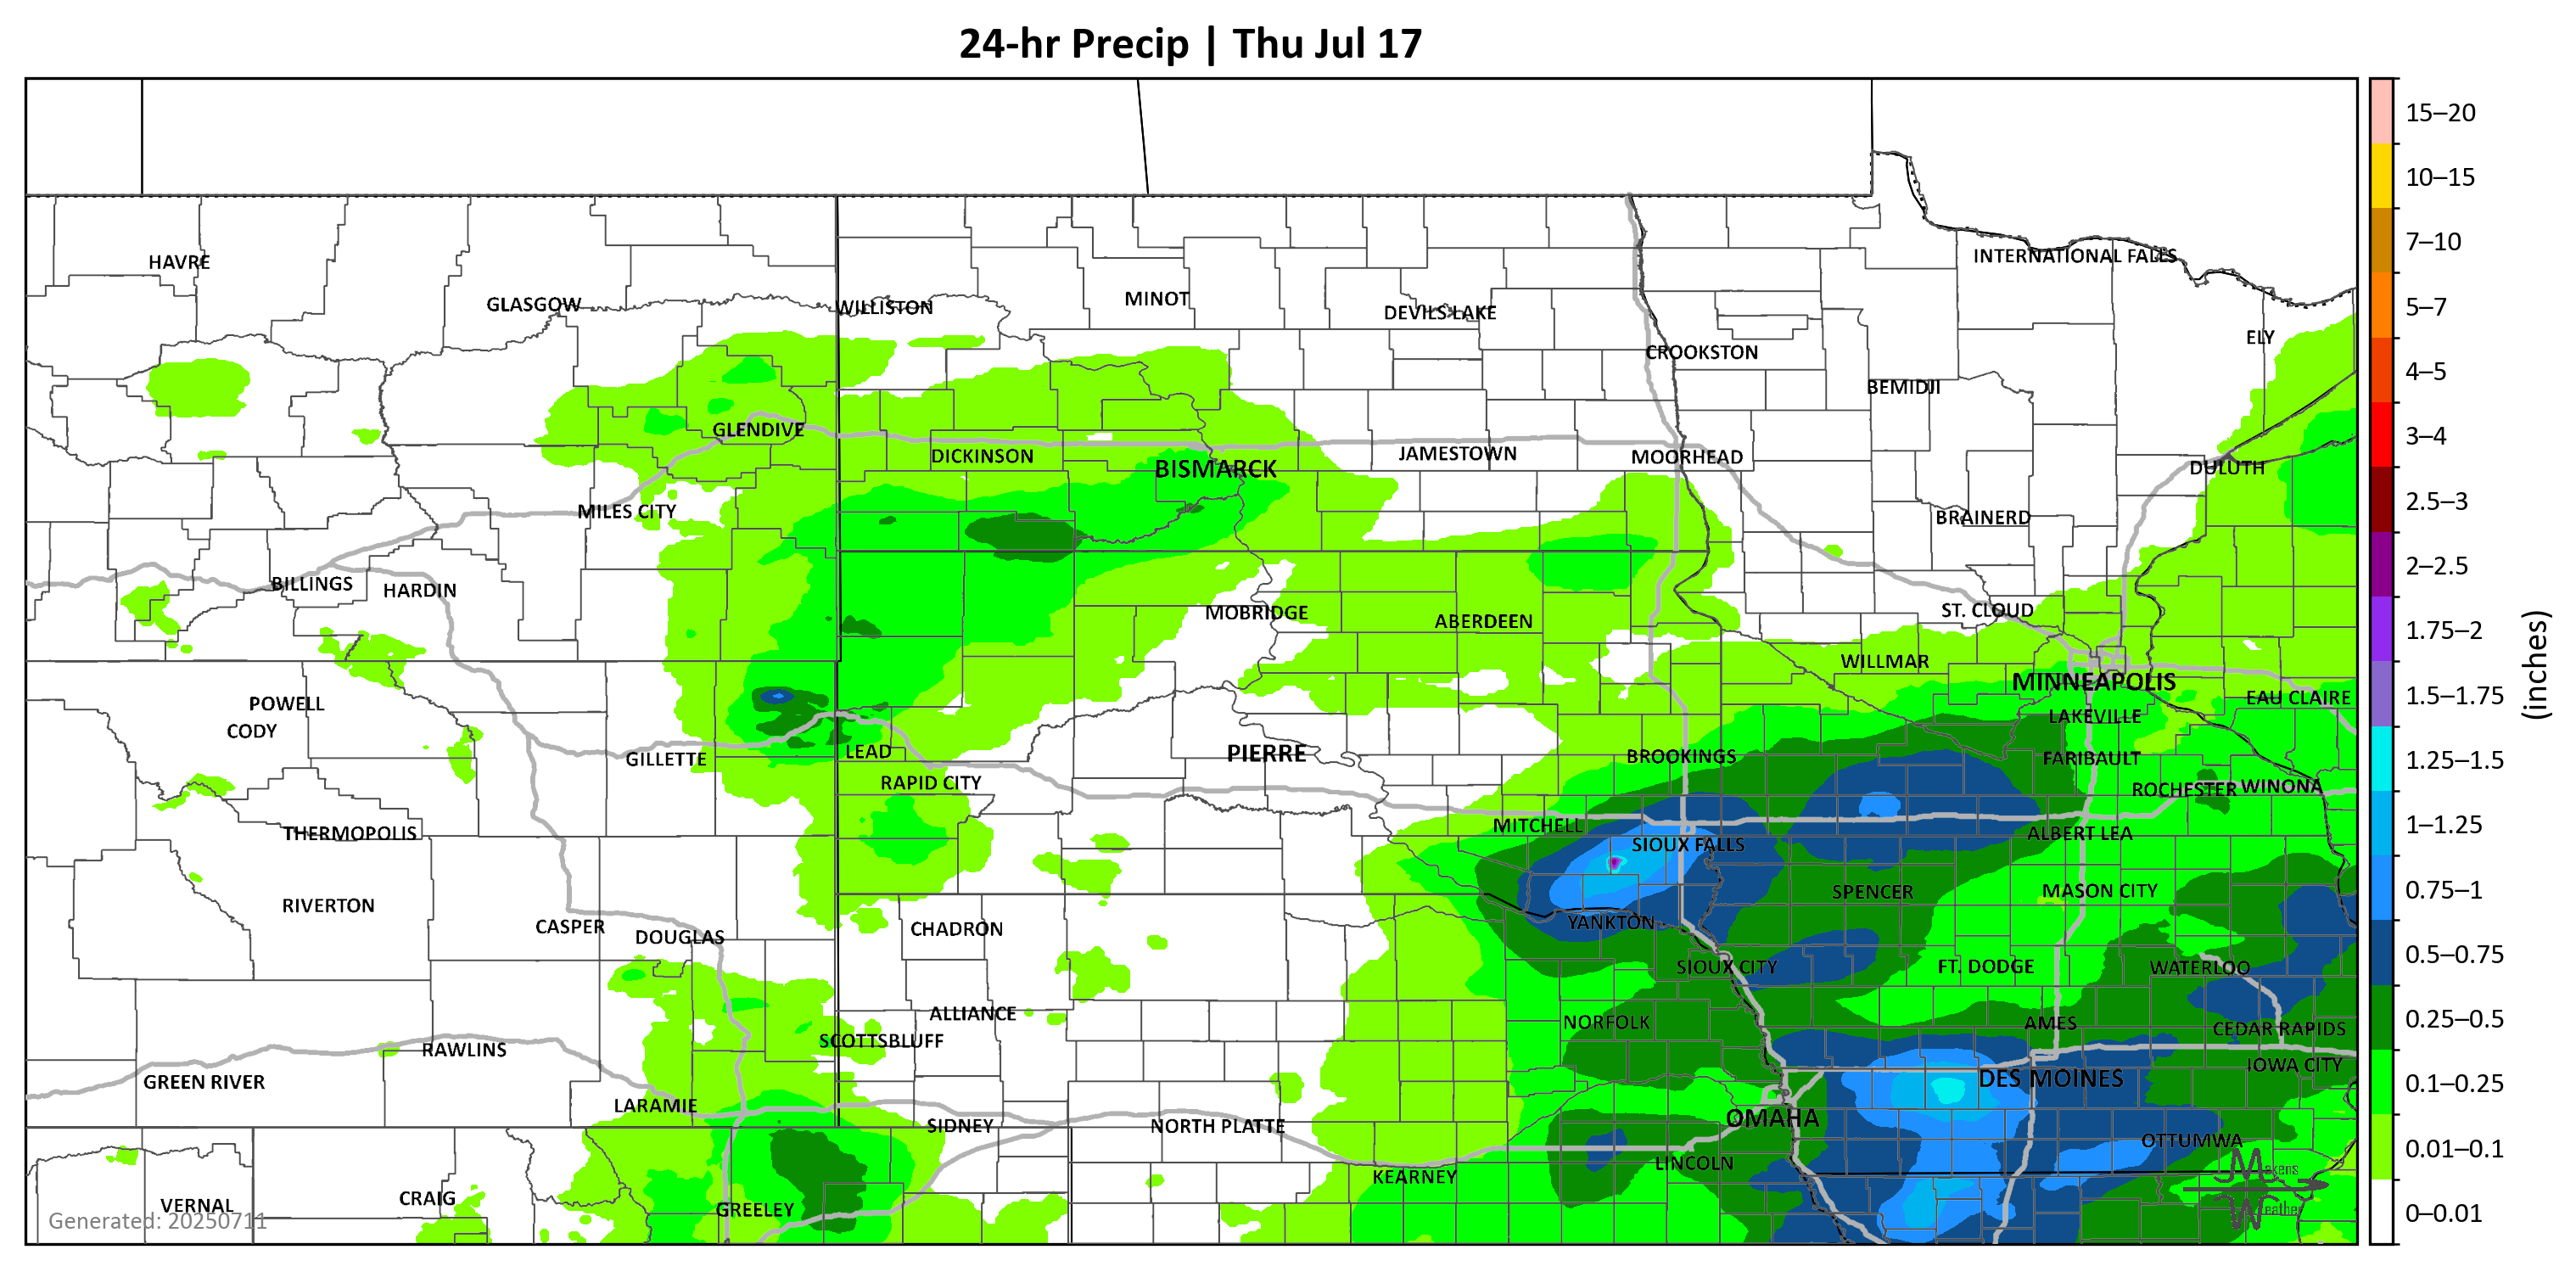 24-hr Precip | Thu Jul 17
15–20
10–15
7–10
5–7
4–5
3–4
2.5–3
2–2.5
1.75–2
1.5–1.75
1.25–1.5
1–1.25
0.75–1
0.5–0.75
0.25–0.5
0.1–0.25
0.01–0.1
0–0.01
(inches)
HAVRE
INTERNATIONAL FALLS
GLASGOW
WILLISTON
MINOT
DEVILS LAKE
ELY
CROOKSTON
BEMIDJI
GLENDIVE
DICKINSON
BISMARCK
JAMESTOWN
MOORHEAD
DULUTH
MILES CITY
BRAINERD
BILLINGS
HARDIN
MOBRIDGE
ABERDEEN
ST. CLOUD
WILLMAR
MINNEAPOLIS
EAU CLAIRE
POWELL
CODY
LAKEVILLE
GILLETTE
LEAD
PIERRE
BROOKINGS
FARIBAULT
RAPID CITY
ROCHESTER
WINONA
THERMOPOLIS
MITCHELL
ALBERT LEA
SIOUX FALLS
RIVERTON
SPENCER
MASON CITY
CASPER
DOUGLAS
CHADRON
YANKTON
SIOUX CITY
FT. DODGE
WATERLOO
ALLIANCE
NORFOLK
AMES
CEDAR RAPIDS
SCOTTSBLUFF
RAWLINS
IOWA CITY
GREEN RIVER
DES MOINES
LARAMIE
OMAHA
SIDNEY
NORTH PLATTE
OTTUMWA
KEARNEY
LINCOLN
Makens
Weather
VERNAL
CRAIG
GREELEY
Generated: 20250711